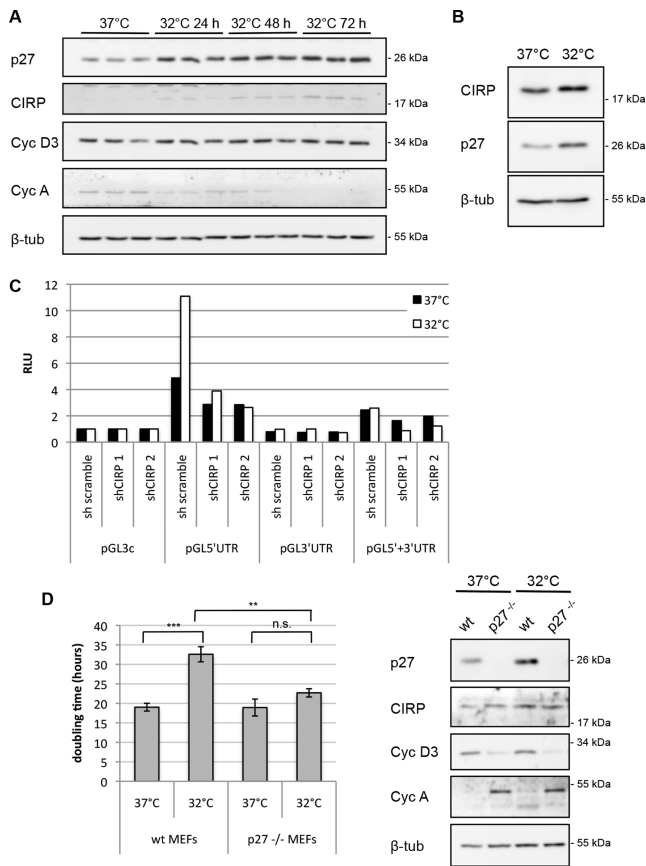 A
37°C 32°C 24 h 32°C 48 h 32°C 72 h
p27
- 26 kDa
CIRP
- 17 kDa
Cyc D3
- 34 kDa
Cyc A
- 55 kDa
β-tub
- 55 kDa
B
37°C 32°C
CIRP
- 17 kDa
p27
- 26 kDa
β-tub
- 55 kDa
C
12
10
8
6
4
2
0
RLU
37°C
32°C
sh scramble
shCIRP 1
shCIRP 2
sh scramble
shCIRP 1
shCIRP 2
sh scramble
shCIRP 1
shCIRP 2
sh scramble
shCIRP 1
shCIRP 2
pGL3c pGL5'UTR pGL3'UTR pGL5'+3'UTR
D
doubling time (hours)
40
35
30
25
20
15
10
5
0
***
**
n.s.
37°C 32°C 37°C 32°C
wt MEFs p27 -/- MEFs
37°C 32°C
wt p27 -/- wt p27 -/-
p27
- 26 kDa
CIRP
- 17 kDa
Cyc D3
- 34 kDa
Cyc A
- 55 kDa
β-tub
- 55 kDa